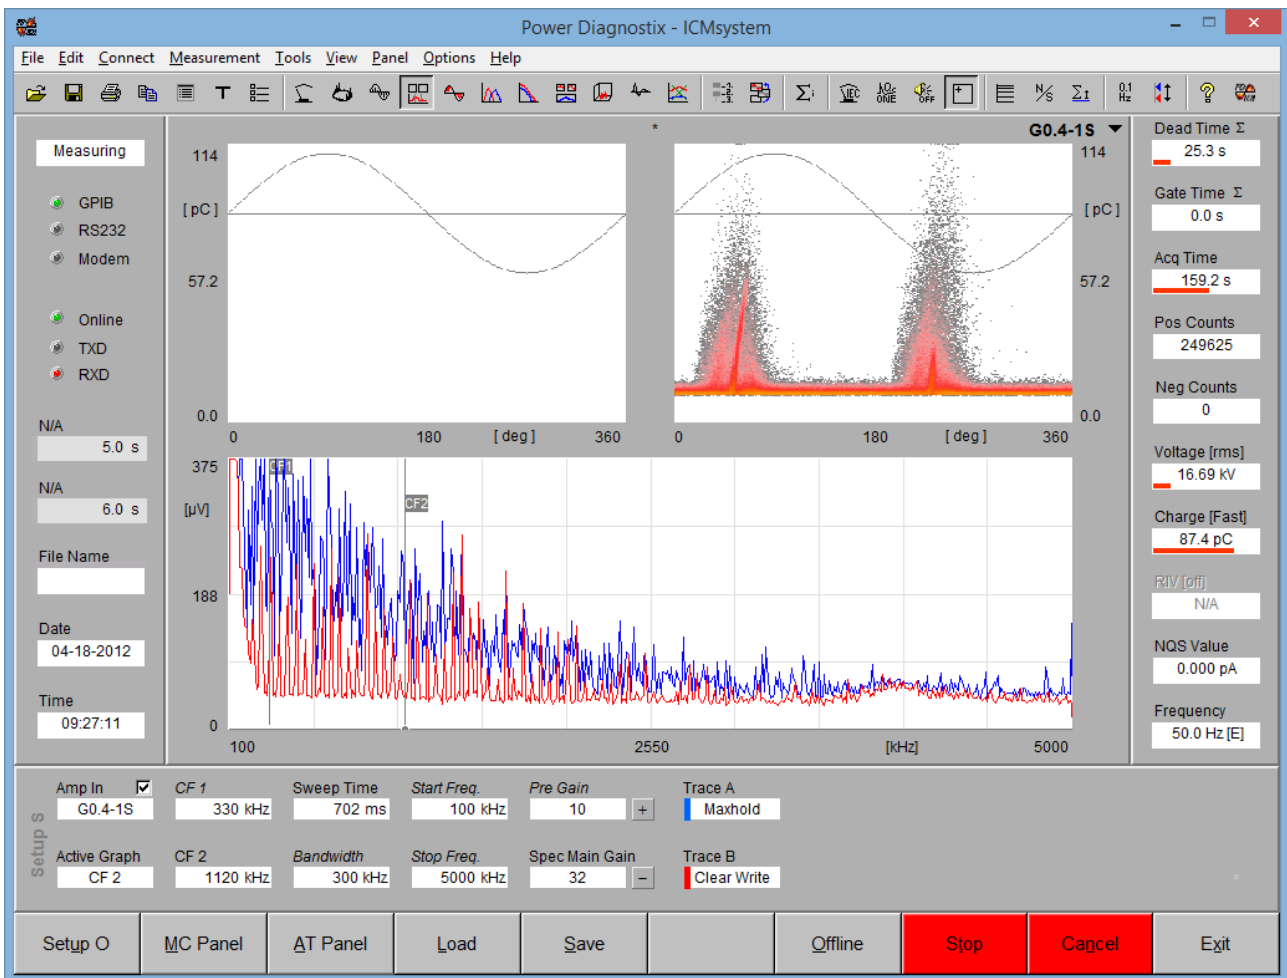 Power Diagnostix - ICMsystem
File Edit Connect Measurement Tools View Panel Options Help
Measuring
GPIB
RS232
Modem
Online
TXD
RXD
N/A
5.0 s
N/A
6.0 s
File Name
Date
04-18-2012
Time
09:27:11
*
G0.4-1S
114
[ pC ]
57.2
0.0
0 180 [ deg ] 360
114
[ pC ]
57.2
0.0
0 180 [ deg ] 360
375
[µV]
188
0
CF1
CF2
100 2550 [kHz] 5000
Dead Time Σ
25.3 s
Gate Time Σ
0.0 s
Acq Time
159.2 s
Pos Counts
249625
Neg Counts
0
Voltage [rms]
16.69 kV
Charge [Fast]
87.4 pC
RIV [off]
N/A
NQS Value
0.000 pA
Frequency
50.0 Hz [E]
Setup S
Amp In CF 1 Sweep Time Start Freq. Pre Gain Trace A
G0.4-1S 330 kHz 702 ms 100 kHz 10 + Maxhold
Active Graph CF 2 Bandwidth Stop Freq. Spec Main Gain Trace B
CF 2 1120 kHz 300 kHz 5000 kHz 32 − Clear Write
Setup O MC Panel AT Panel Load Save Offline Stop Cancel Exit